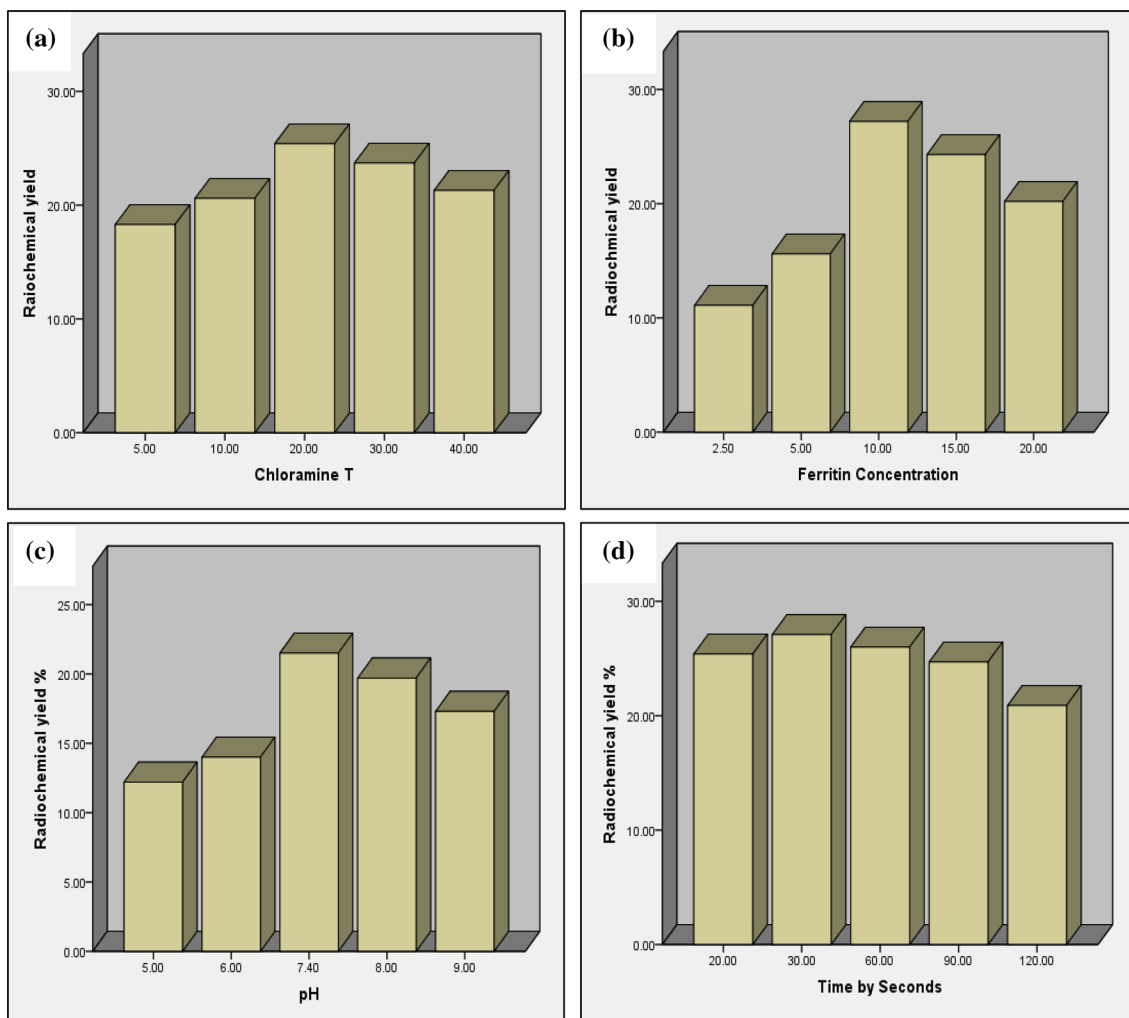 (a)
Raiochemical yield
30.00
20.00
10.00
0.00
5.00 10.00 20.00 30.00 40.00
Chloramine T
(b)
Radiochmical yield
30.00
20.00
10.00
0.00
2.50 5.00 10.00 15.00 20.00
Ferritin Concentration
(c)
Radiochemical yield %
25.00
20.00
15.00
10.00
5.00
0.00
5.00 6.00 7.40 8.00 9.00
pH
(d)
Radiochemical yield %
30.00
20.00
10.00
0.00
20.00 30.00 60.00 90.00 120.00
Time by Seconds